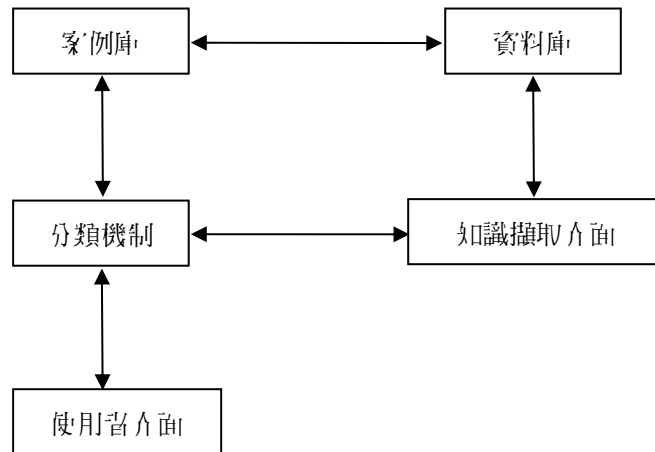 案例庫
資料庫
分類機制
知識擷取介面
使用者介面